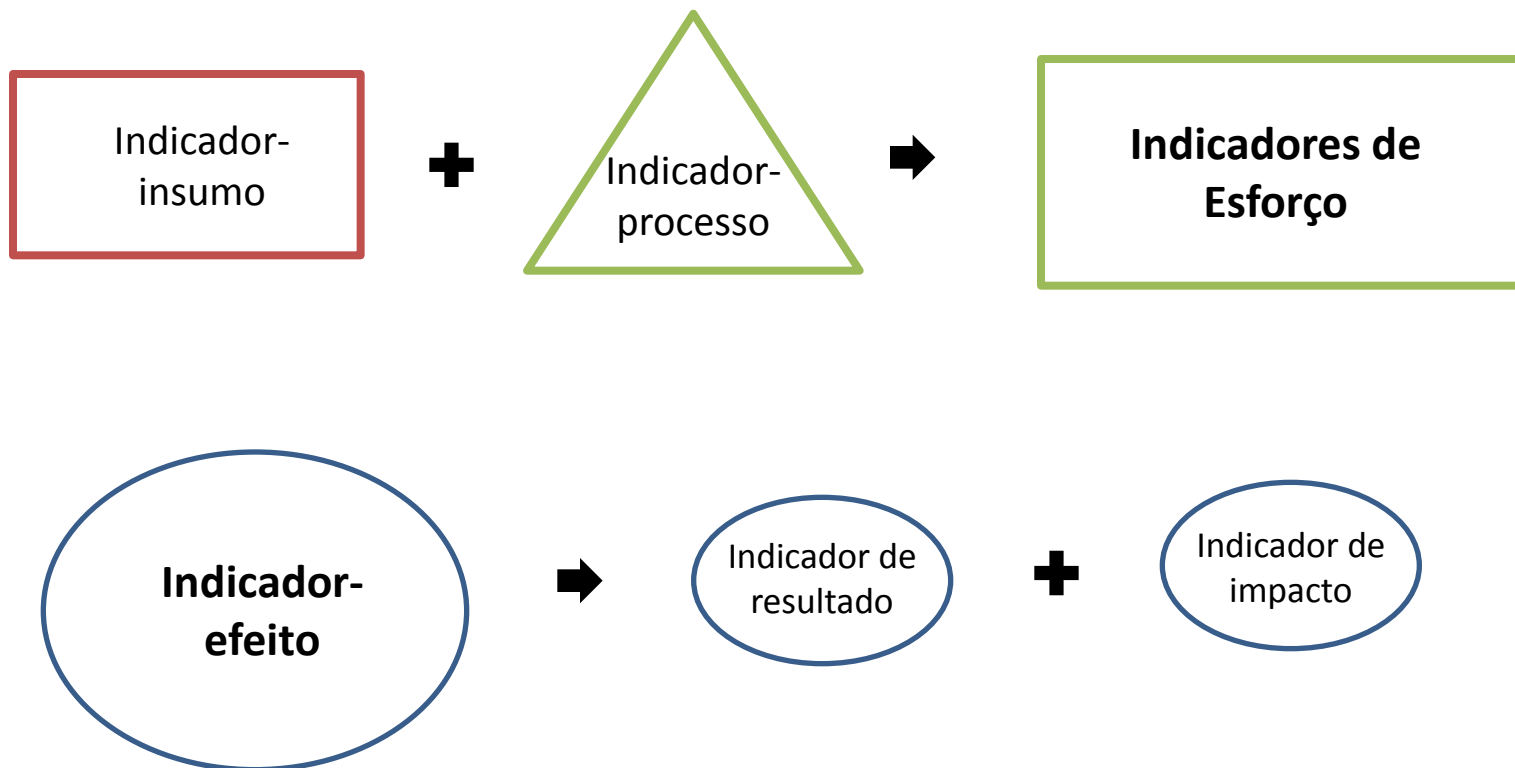 Indicador-
insumo
Indicador-
processo
Indicadores de
Esforço
Indicador-
efeito
Indicador de
resultado
Indicador de
impacto